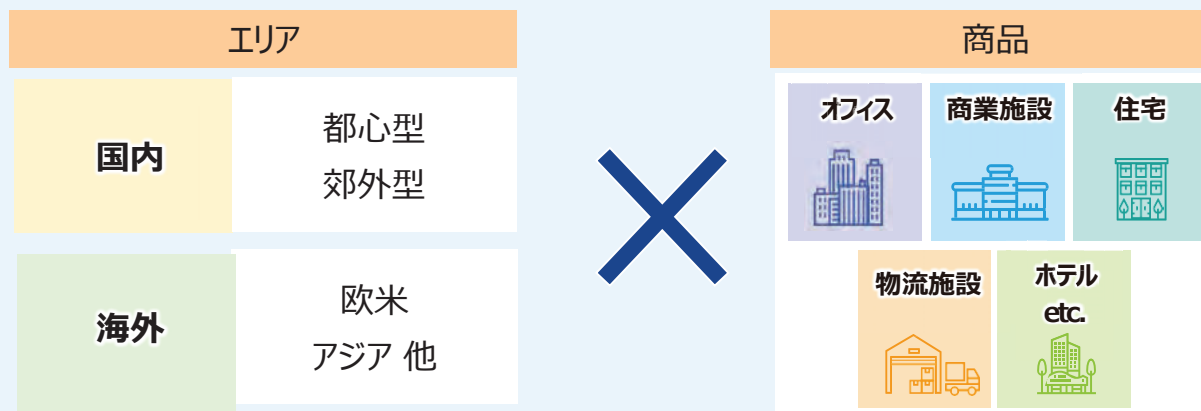 エリア
国内
都心型
郊外型
海外
欧米
アジア 他
商品
オフィス
商業施設
住宅
物流施設
ホテル
etc.